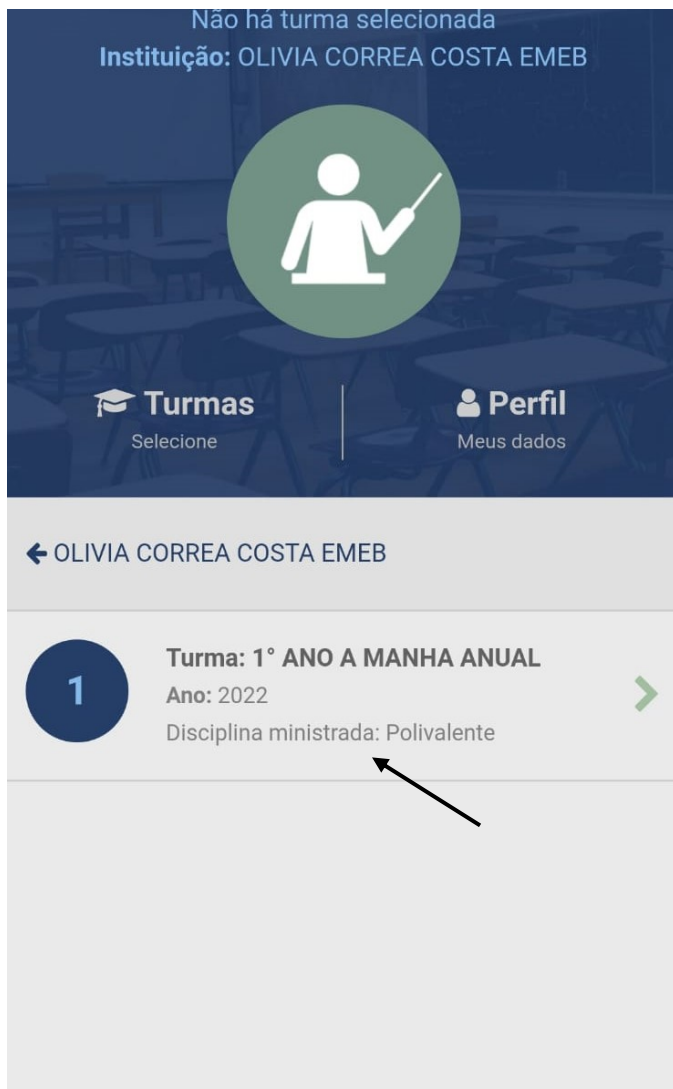 Não há turma selecionada
Instituição: OLIVIA CORREA COSTA EMEB
Turmas
Selecione
Perfil
Meus dados
OLIVIA CORREA COSTA EMEB
1
Turma: 1° ANO A MANHA ANUAL
Ano: 2022
Disciplina ministrada: Polivalente